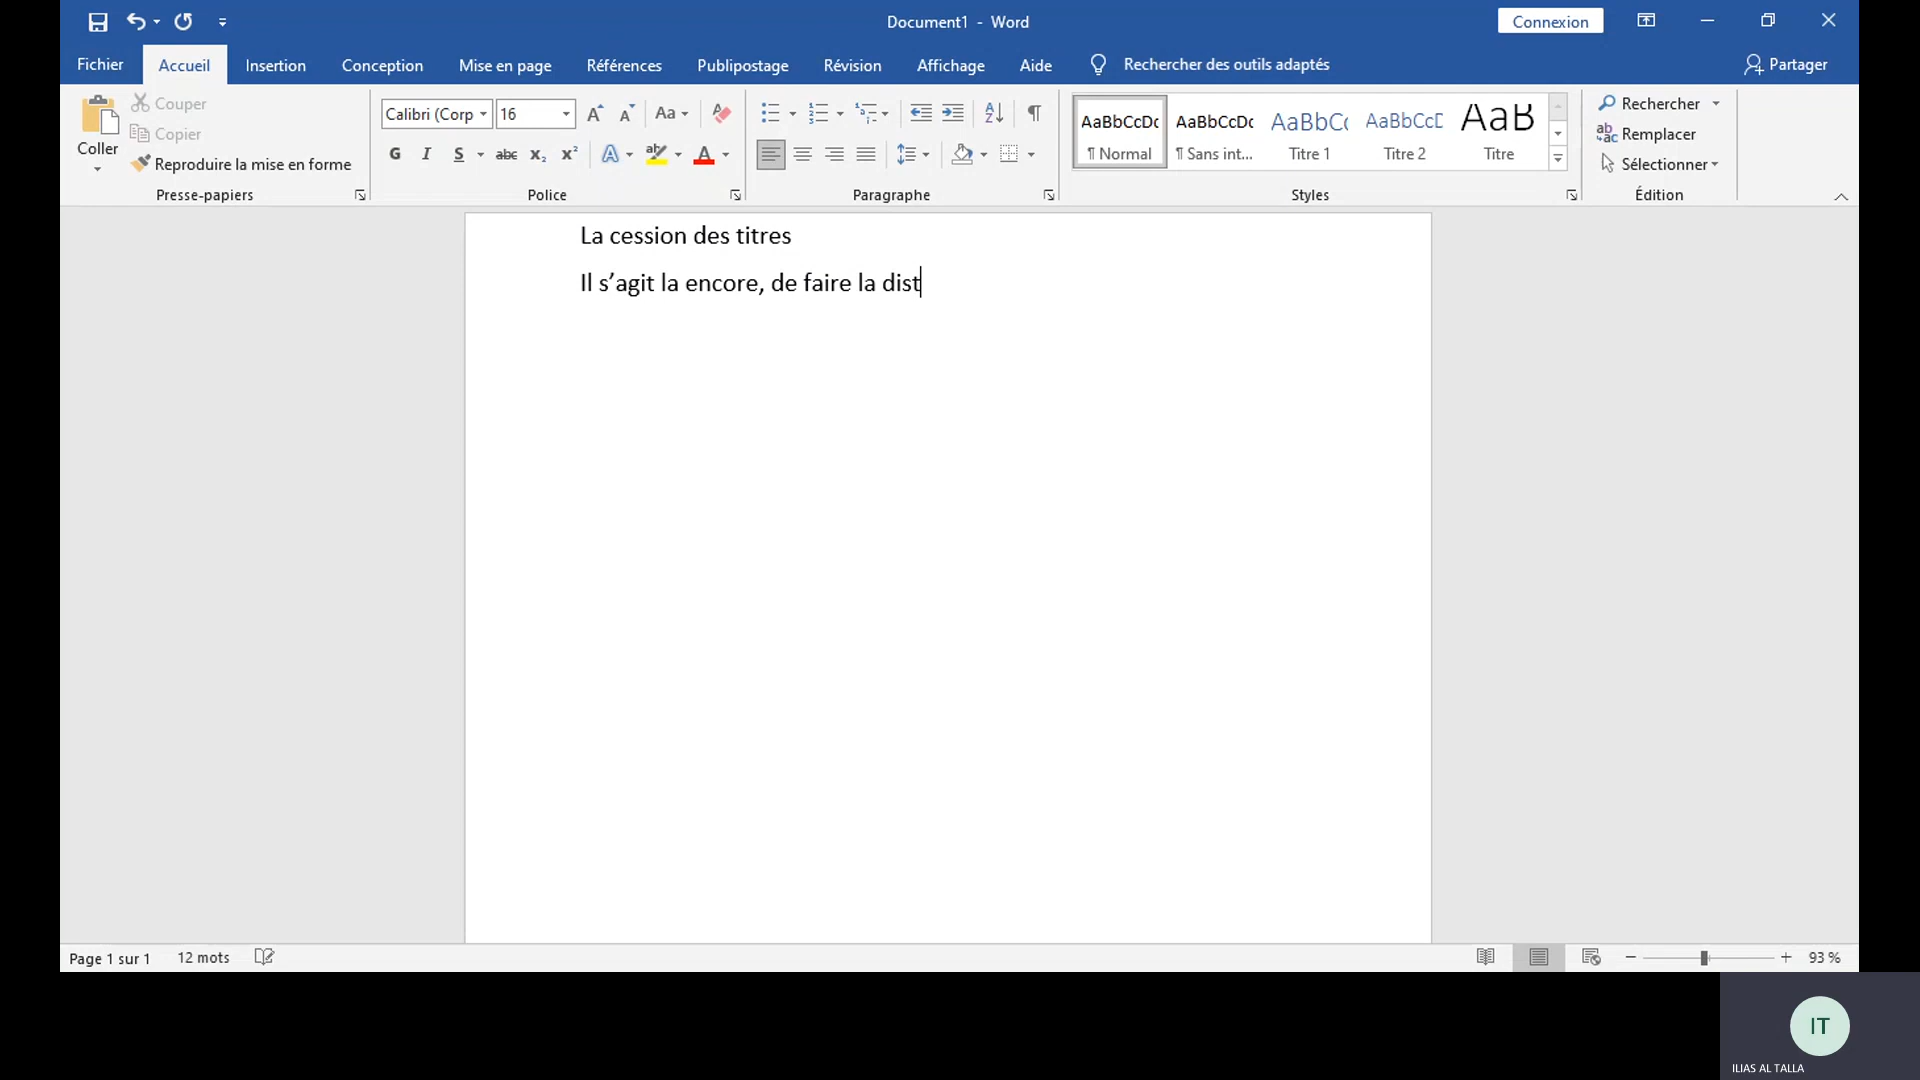 Document1 - Word
Connexion
Fichier
Accueil
Insertion
Conception
Mise en page
Références
Publipostage
Révision
Affichage
Aide
Rechercher des outils adaptés
Partager
Coller
Couper
Copier
Reproduire la mise en forme
Presse-papiers
Calibri (Corp
16
Aa
G I S abc x₂ x²
A
A
Police
A
Z
Paragraphe
AaBbCcDc
¶ Normal
AaBbCcDc
¶ Sans int...
AaBbCc
Titre 1
AaBbCcD
Titre 2
AaB
Titre
Styles
Rechercher
Remplacer
Sélectionner
Édition
La cession des titres
Il s’agit la encore, de faire la dist
Page 1 sur 1
12 mots
93 %
IT
ILIAS AL TALLA